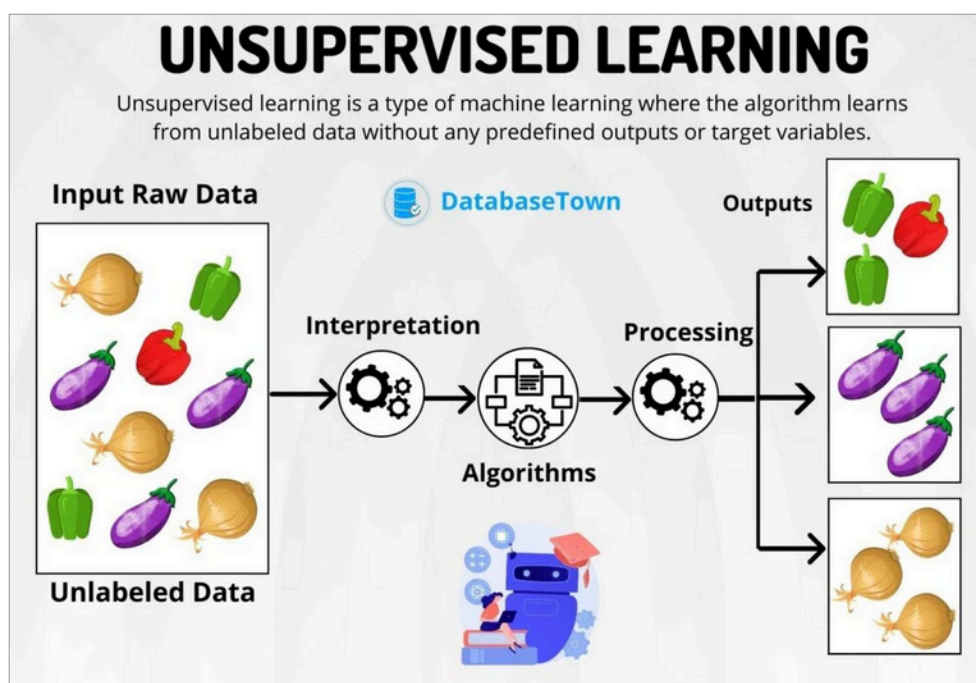 UNSUPERVISED LEARNING
Unsupervised learning is a type of machine learning where the algorithm learns
from unlabeled data without any predefined outputs or target variables.
Input Raw Data
DatabaseTown
Outputs
Interpretation
Processing
Algorithms
Unlabeled Data